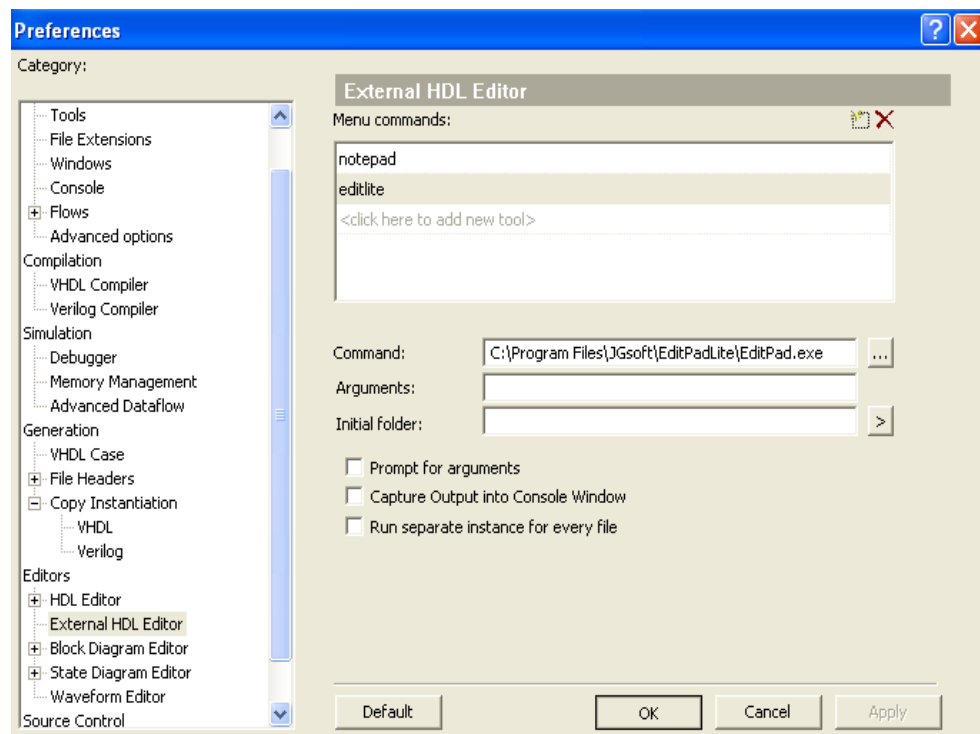 Preferences
Category:
Tools
File Extensions
Windows
Console
Flows
Advanced options
Compilation
VHDL Compiler
Verilog Compiler
Simulation
Debugger
Memory Management
Advanced Dataflow
Generation
VHDL Case
File Headers
Copy Instantiation
VHDL
Verilog
Editors
HDL Editor
External HDL Editor
Block Diagram Editor
State Diagram Editor
Waveform Editor
Source Control
External HDL Editor
Menu commands:
notepad
editlite
<click here to add new tool>
Command: C:\Program Files\JGsoft\EditPadLite\EditPad.exe ...
Arguments:
Initial folder: >
Prompt for arguments
Capture Output into Console Window
Run separate instance for every file
Default OK Cancel Apply